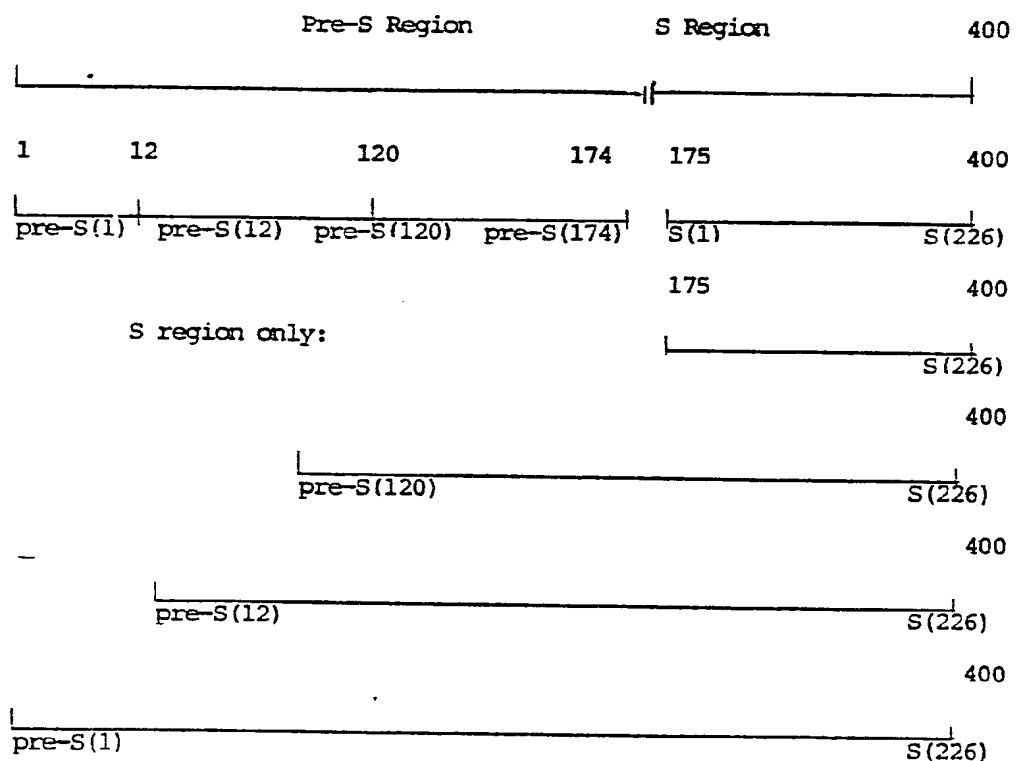 Pre-S Region S Region 400
1 12 120 174 175 400
pre-S(1) pre-S(12) pre-S(120) pre-S(174) S(1) S(226)
175 400
S region only:
S(226)
400
pre-S(120) S(226)
400
pre-S(12) S(226)
400
pre-S(1) S(226)